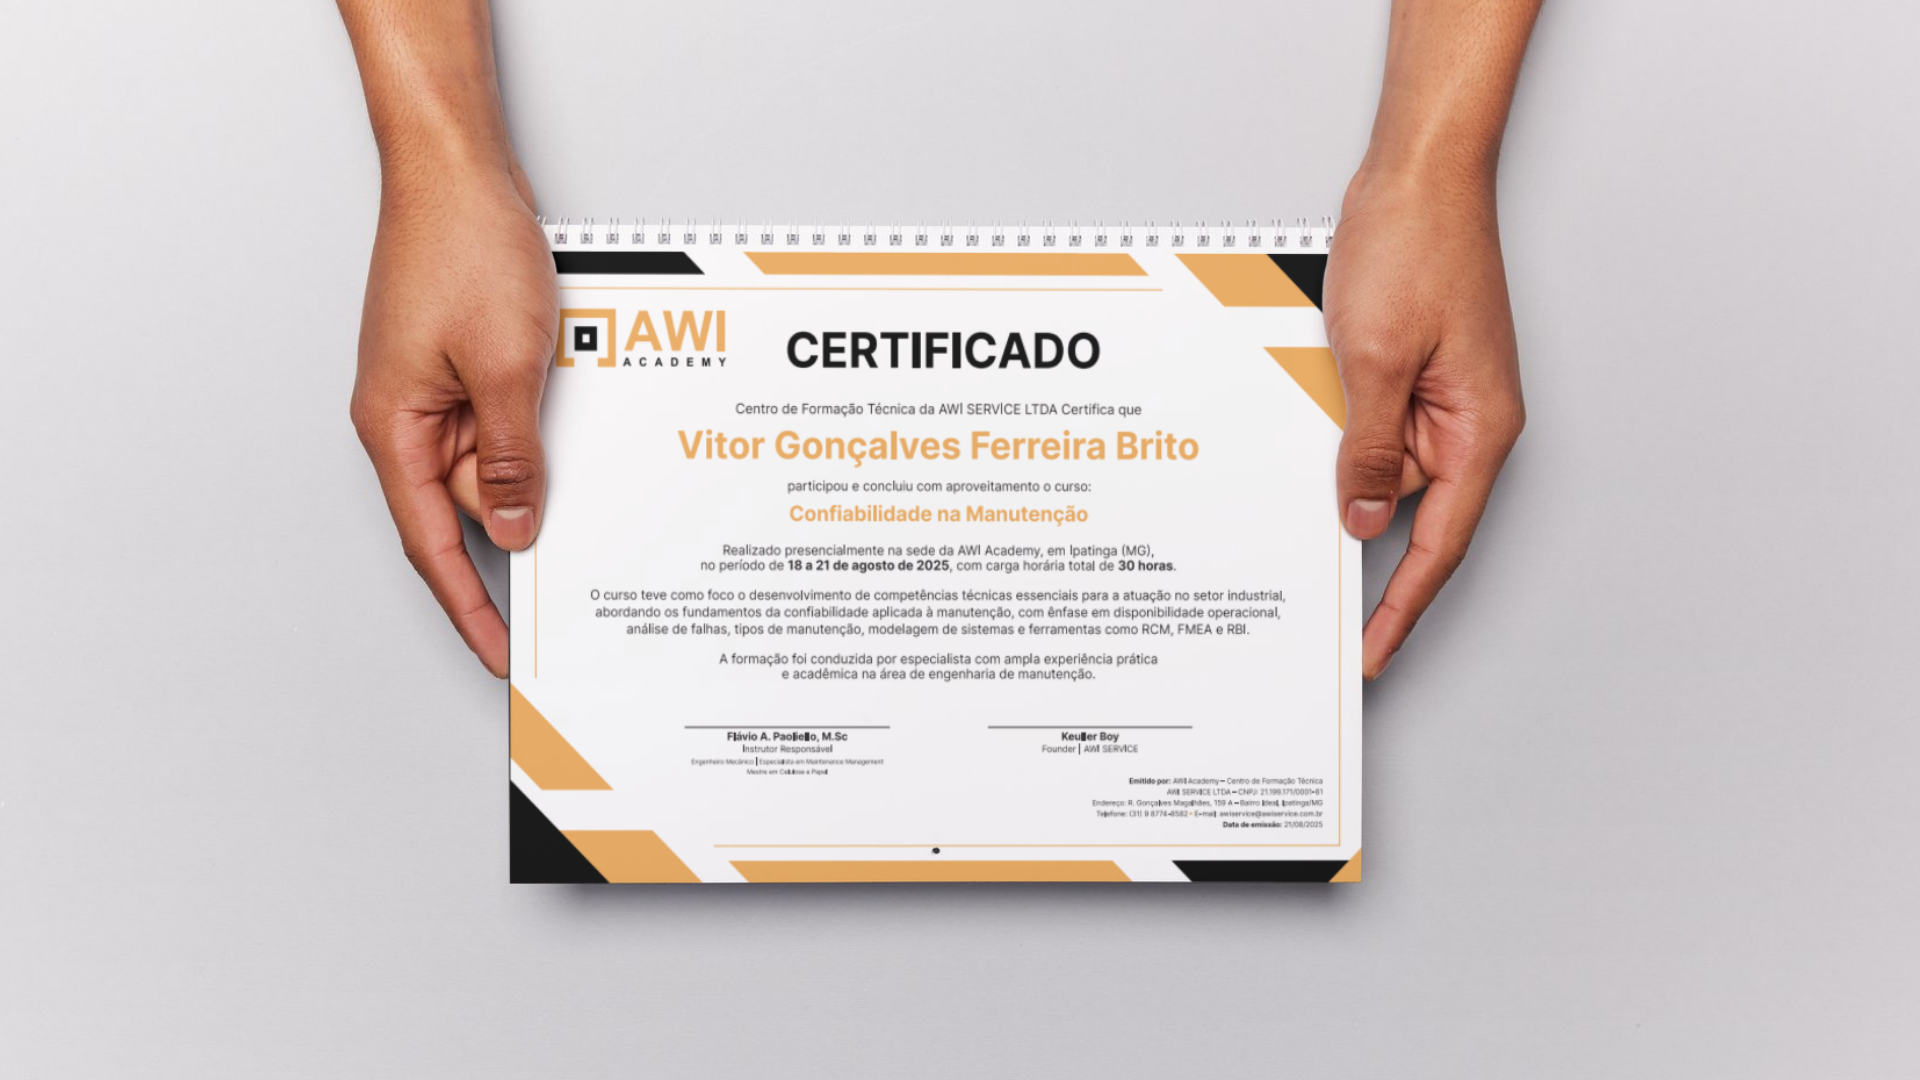 AWI
ACADEMY
CERTIFICADO
Centro de Formação Técnica da AWI SERVICE LTDA Certifica que
Vitor Gonçalves Ferreira Brito
participou e concluiu com aproveitamento o curso:
Confiabilidade na Manutenção
Realizado presencialmente na sede da AWI Academy, em Ipatinga (MG),
no período de 18 a 21 de agosto de 2025, com carga horária total de 30 horas.
O curso teve como foco o desenvolvimento de competências técnicas essenciais para a atuação no setor industrial,
abordando os fundamentos da confiabilidade aplicada à manutenção, com ênfase em disponibilidade operacional,
análise de falhas, tipos de manutenção, modelagem de sistemas e ferramentas como RCM, FMEA e RBI.
A formação foi conduzida por especialista com ampla experiência prática
e acadêmica na área de engenharia de manutenção.
Flávio A. Paoliello, M.Sc
Instrutor Responsável
Engenheiro Mecânico | Especialista em Maintenance Management
Mestre em Celulose e Papel
Keuller Boy
Founder | AWI SERVICE
Emitido por: AWI Academy – Centro de Formação Técnica
AWI SERVICE LTDA – CNPJ: 21.199.171/0001-61
Endereço: R. Gonçalves Magalhães, 159 A – Bairro Ideal, Ipatinga/MG
Telefone: (31) 9 8774-6582 • E-mail: awiservice@awiservice.com.br
Data de emissão: 21/08/2025